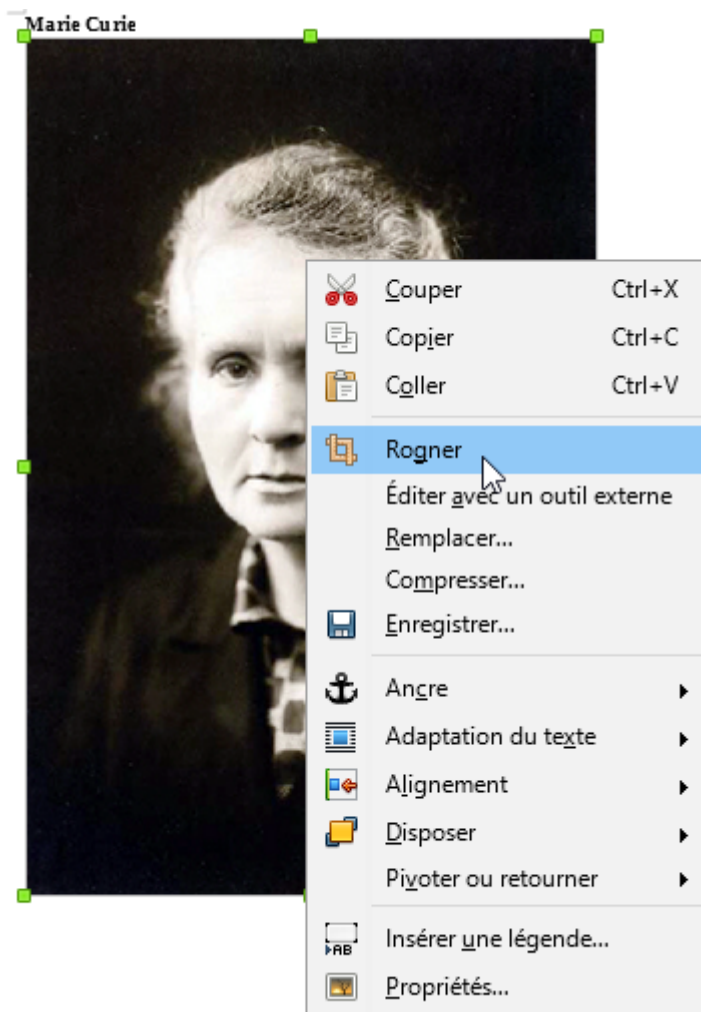 Marie Curie
Couper Ctrl+X
Copier Ctrl+C
Coller Ctrl+V
Rogner
Éditer avec un outil externe
Remplacer...
Compresser...
Enregistrer...
Ancre
Adaptation du texte
Alignement
Disposer
Pivoter ou retourner
AB
Insérer une légende...
Propriétés...